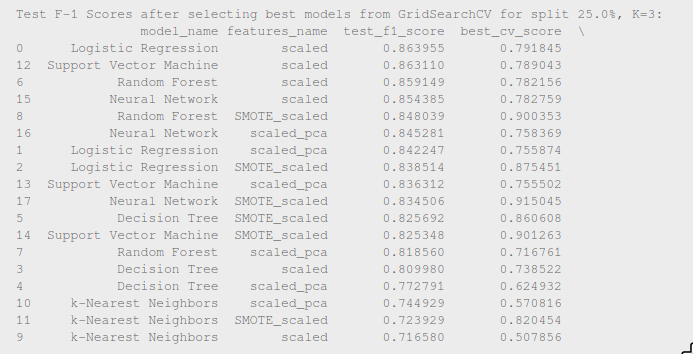 Test F-1 Scores after selecting best models from GridSearchCV for split 25.0%, K=3:
model_name features_name test_f1_score best_cv_score \
0 Logistic Regression scaled 0.863955 0.791845
12 Support Vector Machine scaled 0.863110 0.789043
6 Random Forest scaled 0.859149 0.782156
15 Neural Network scaled 0.854385 0.782759
8 Random Forest SMOTE_scaled 0.848039 0.900353
16 Neural Network scaled_pca 0.845281 0.758369
1 Logistic Regression scaled_pca 0.842247 0.755874
2 Logistic Regression SMOTE_scaled 0.838514 0.875451
13 Support Vector Machine scaled_pca 0.836312 0.755502
17 Neural Network SMOTE_scaled 0.834506 0.915045
5 Decision Tree SMOTE_scaled 0.825692 0.860608
14 Support Vector Machine SMOTE_scaled 0.825348 0.901263
7 Random Forest scaled_pca 0.818560 0.716761
3 Decision Tree scaled 0.809980 0.738522
4 Decision Tree scaled_pca 0.772791 0.624932
10 k-Nearest Neighbors scaled_pca 0.744929 0.570816
11 k-Nearest Neighbors SMOTE_scaled 0.723929 0.820454
9 k-Nearest Neighbors scaled 0.716580 0.507856